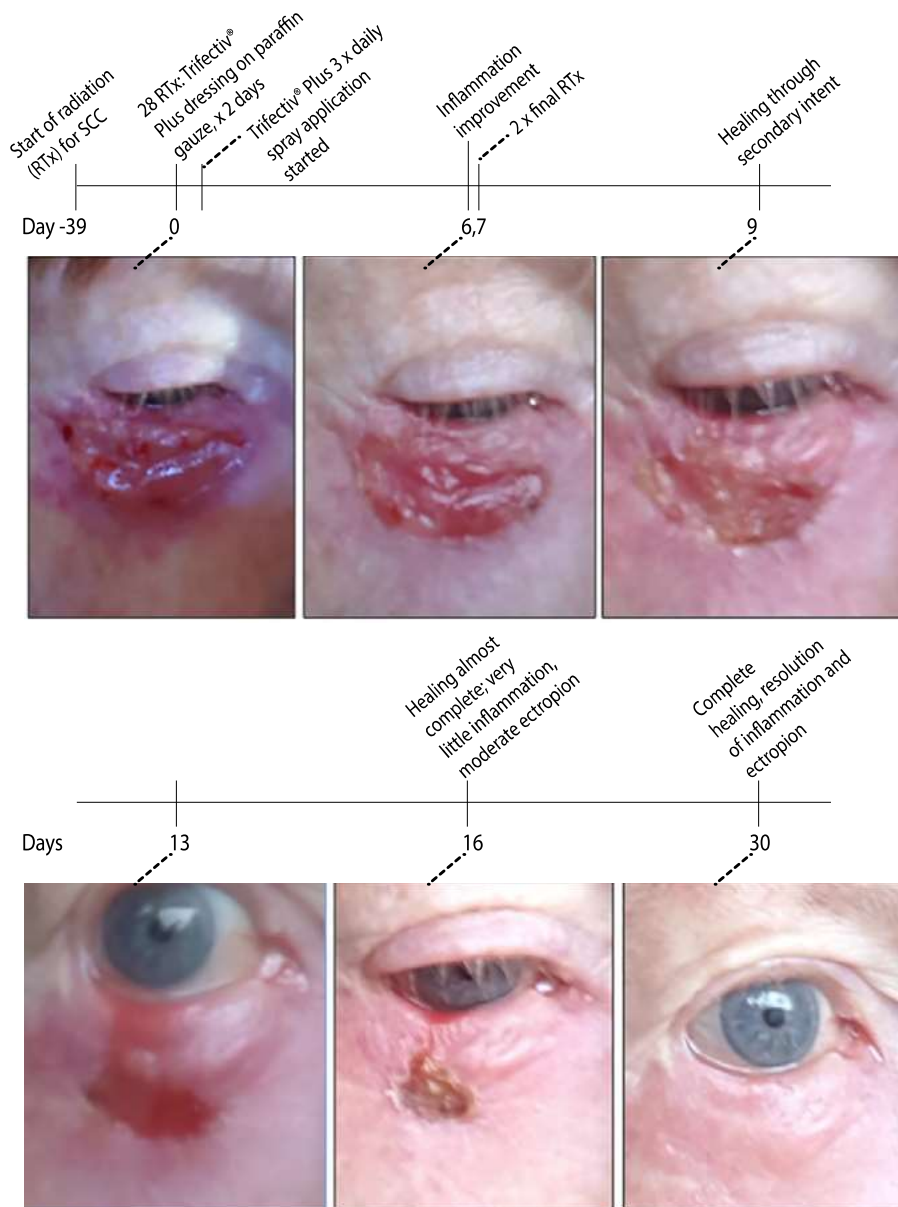 Start of radiation
(RTx) for SCC
28 RTx: Trifectiv®
Plus dressing on paraffin
gauze, x 2 days
Trifectiv® Plus 3 x daily
spray application
started
Inflammation
improvement
2 x final RTx
Healing through
secondary intent
Day -39
0
6,7
9
Healing almost
complete; very
little inflammation,
moderate ectropion
Complete
healing, resolution
of inflammation and
ectropion
Days
13
16
30